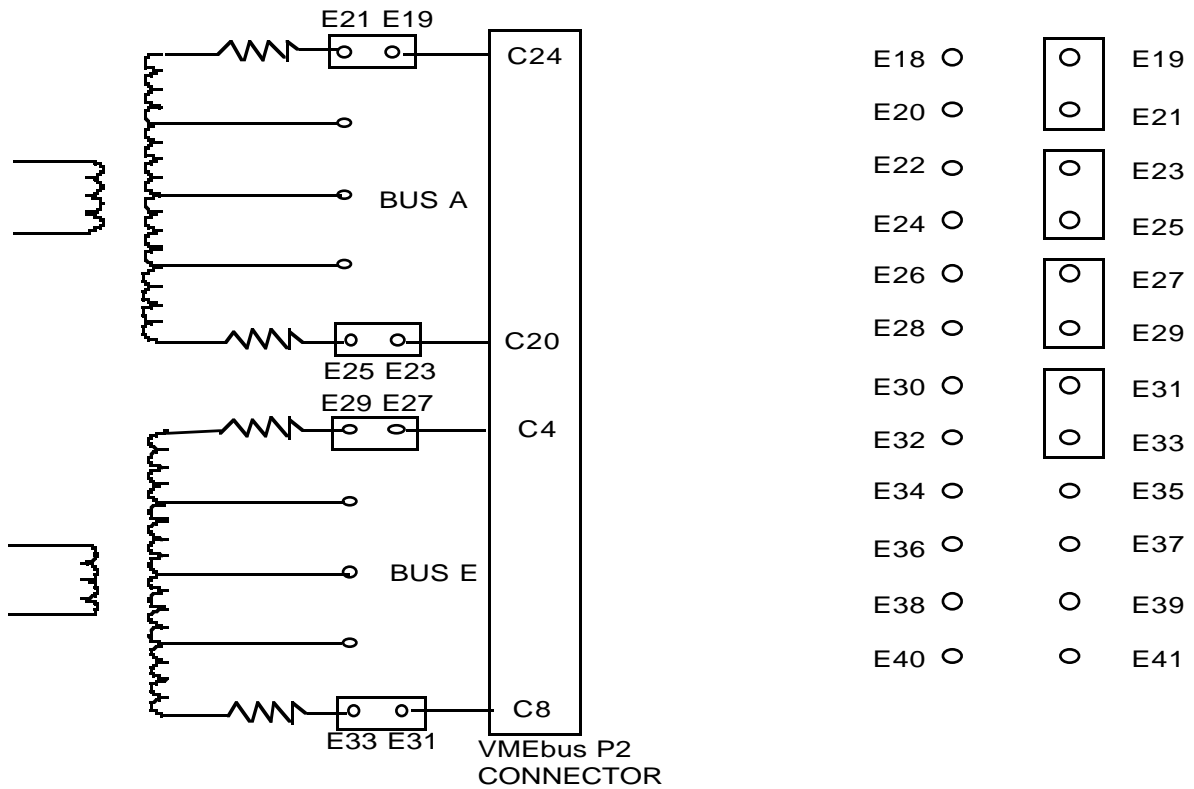 E21 E19
C24
BUS A
C20
E25 E23
E29 E27
C4
BUS E
C8
E33 E31
VMEbus P2
CONNECTOR
E18 E19
E20 E21
E22 E23
E24 E25
E26 E27
E28 E29
E30 E31
E32 E33
E34 E35
E36 E37
E38 E39
E40 E41